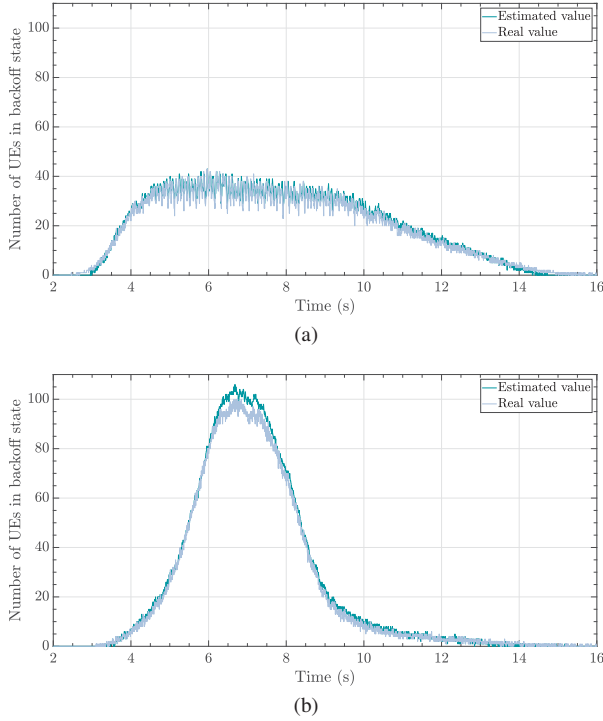 100
80
60
40
20
0
Number of UEs in backoff state
Estimated value
Real value
2 4 6 8 10 12 14 16
Time (s)
(a)
100
80
60
40
20
0
Number of UEs in backoff state
Estimated value
Real value
2 4 6 8 10 12 14 16
Time (s)
(b)